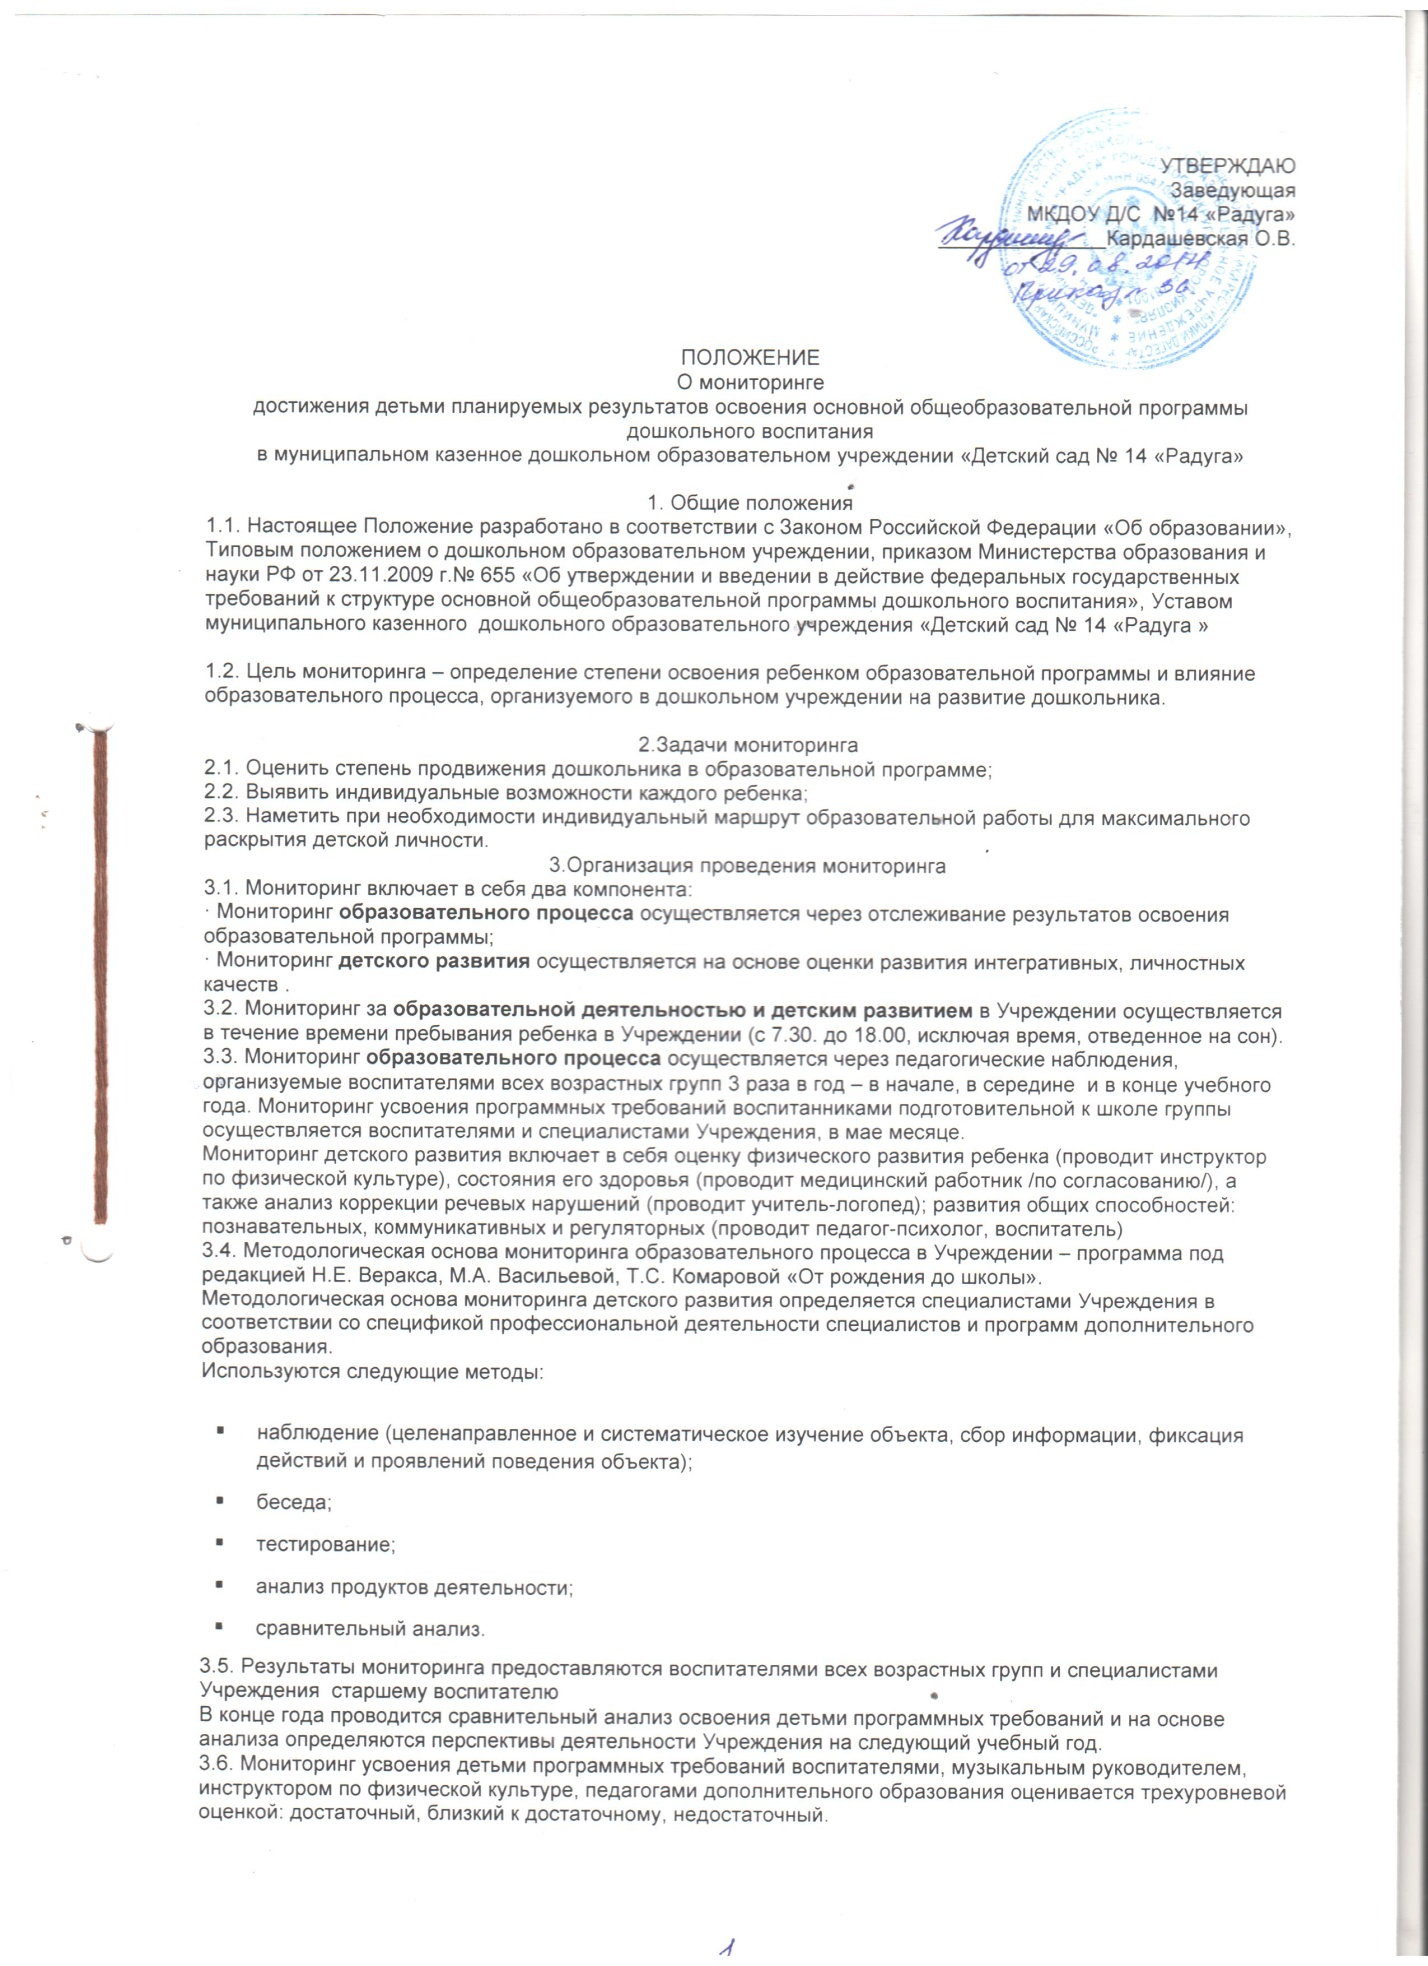 УТВЕРЖДАЮ
Заведующая
МКДОУ Д/С №14 «Радуга»
Кардашевская О.В.
от 29.08.2014
Приказ № 36
ПОЛОЖЕНИЕ
О мониторинге
достижения детьми планируемых результатов освоения основной общеобразовательной программы
дошкольного воспитания
в муниципальном казенное дошкольном образовательном учреждении «Детский сад № 14 «Радуга»
1. Общие положения
1.1. Настоящее Положение разработано в соответствии с Законом Российской Федерации «Об образовании»,
Типовым положением о дошкольном образовательном учреждении, приказом Министерства образования и
науки РФ от 23.11.2009 г.№ 655 «Об утверждении и введении в действие федеральных государственных
требований к структуре основной общеобразовательной программы дошкольного воспитания», Уставом
муниципального казенного дошкольного образовательного учреждения «Детский сад № 14 «Радуга »
1.2. Цель мониторинга – определение степени освоения ребенком образовательной программы и влияние
образовательного процесса, организуемого в дошкольном учреждении на развитие дошкольника.
2.Задачи мониторинга
2.1. Оценить степень продвижения дошкольника в образовательной программе;
2.2. Выявить индивидуальные возможности каждого ребенка;
2.3. Наметить при необходимости индивидуальный маршрут образовательной работы для максимального
раскрытия детской личности.
3.Организация проведения мониторинга
3.1. Мониторинг включает в себя два компонента:
· Мониторинг образовательного процесса осуществляется через отслеживание результатов освоения
образовательной программы;
· Мониторинг детского развития осуществляется на основе оценки развития интегративных, личностных
качеств .
3.2. Мониторинг за образовательной деятельностью и детским развитием в Учреждении осуществляется
в течение времени пребывания ребенка в Учреждении (с 7.30. до 18.00, исключая время, отведенное на сон).
3.3. Мониторинг образовательного процесса осуществляется через педагогические наблюдения,
организуемые воспитателями всех возрастных групп 3 раза в год – в начале, в середине и в конце учебного
года. Мониторинг усвоения программных требований воспитанниками подготовительной к школе группы
осуществляется воспитателями и специалистами Учреждения, в мае месяце.
Мониторинг детского развития включает в себя оценку физического развития ребенка (проводит инструктор
по физической культуре), состояния его здоровья (проводит медицинский работник /по согласованию/), а
также анализ коррекции речевых нарушений (проводит учитель-логопед); развития общих способностей:
познавательных, коммуникативных и регуляторных (проводит педагог-психолог, воспитатель)
3.4. Методологическая основа мониторинга образовательного процесса в Учреждении – программа под
редакцией Н.Е. Веракса, М.А. Васильевой, Т.С. Комаровой «От рождения до школы».
Методологическая основа мониторинга детского развития определяется специалистами Учреждения в
соответствии со спецификой профессиональной деятельности специалистов и программ дополнительного
образования.
Используются следующие методы:
▪ наблюдение (целенаправленное и систематическое изучение объекта, сбор информации, фиксация
действий и проявлений поведения объекта);
▪ беседа;
▪ тестирование;
▪ анализ продуктов деятельности;
▪ сравнительный анализ.
3.5. Результаты мониторинга предоставляются воспитателями всех возрастных групп и специалистами
Учреждения старшему воспитателю
В конце года проводится сравнительный анализ освоения детьми программных требований и на основе
анализа определяются перспективы деятельности Учреждения на следующий учебный год.
3.6. Мониторинг усвоения детьми программных требований воспитателями, музыкальным руководителем,
инструктором по физической культуре, педагогами дополнительного образования оценивается трехуровневой
оценкой: достаточный, близкий к достаточному, недостаточный.
1